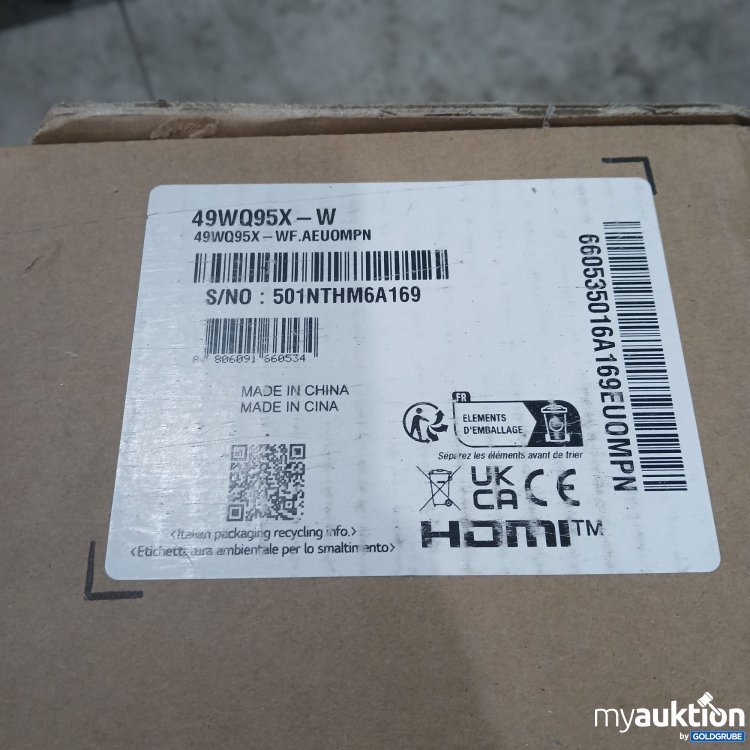 49WQ95X-W
49WQ95X-WF.AEUOMPN
S/NO : 501NTHM6A169
8 806091 660534
MADE IN CHINA
MADE IN CINA
<Italian packaging recycling info.>
<Etichettatura ambientale per lo smaltimento>
FR
ELEMENTS
D'EMBALLAGE
Séparez les éléments avant de trier
UK
CA CE
HDMI™
660535016A169EUOMPN
myauktion
by GOLDGRUBE